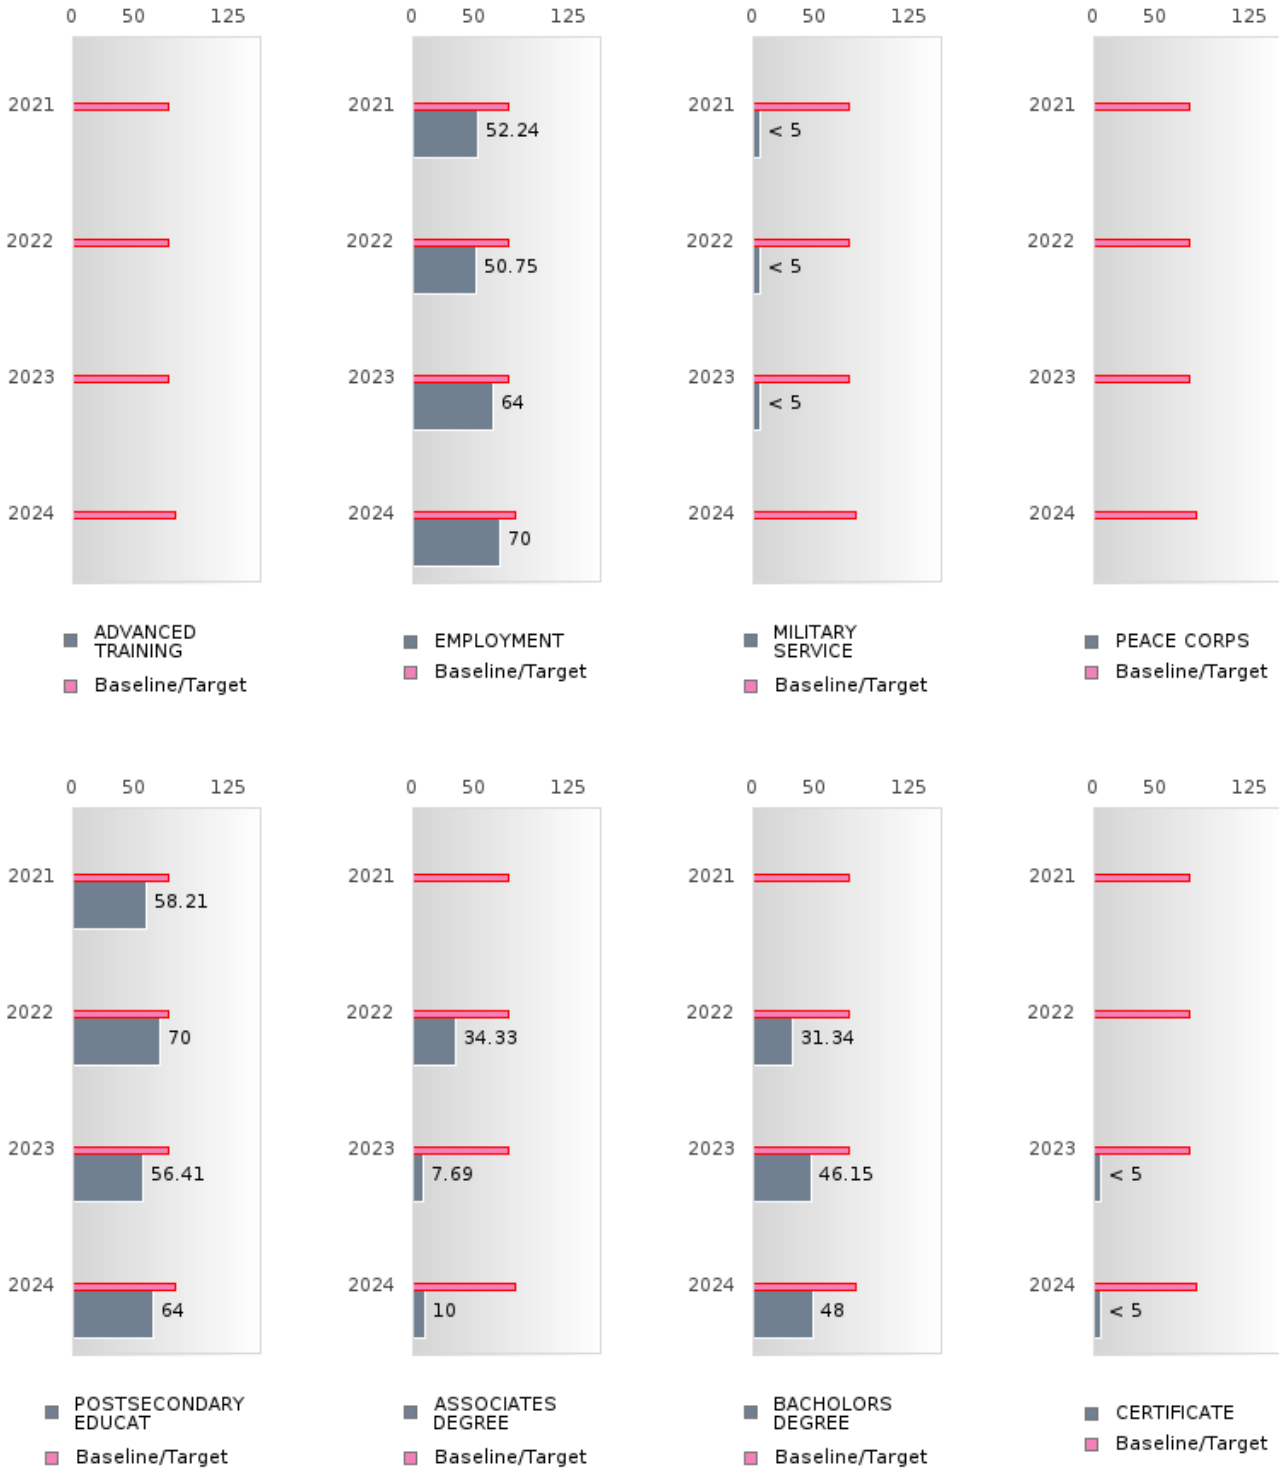 0 50 125
2021
2022
2023
2024
ADVANCED
TRAINING
Baseline/Target
0 50 125
2021
52.24
2022
50.75
2023
64
2024
70
EMPLOYMENT
Baseline/Target
0 50 125
2021
< 5
2022
< 5
2023
< 5
2024
MILITARY
SERVICE
Baseline/Target
0 50 125
2021
2022
2023
2024
PEACE CORPS
Baseline/Target
0 50 125
2021
58.21
2022
70
2023
56.41
2024
64
POSTSECONDARY
EDUCAT
Baseline/Target
0 50 125
2021
2022
34.33
2023
7.69
2024
10
ASSOCIATES
DEGREE
Baseline/Target
0 50 125
2021
2022
31.34
2023
46.15
2024
48
BACHOLORS
DEGREE
Baseline/Target
0 50 125
2021
2022
2023
< 5
2024
< 5
CERTIFICATE
Baseline/Target